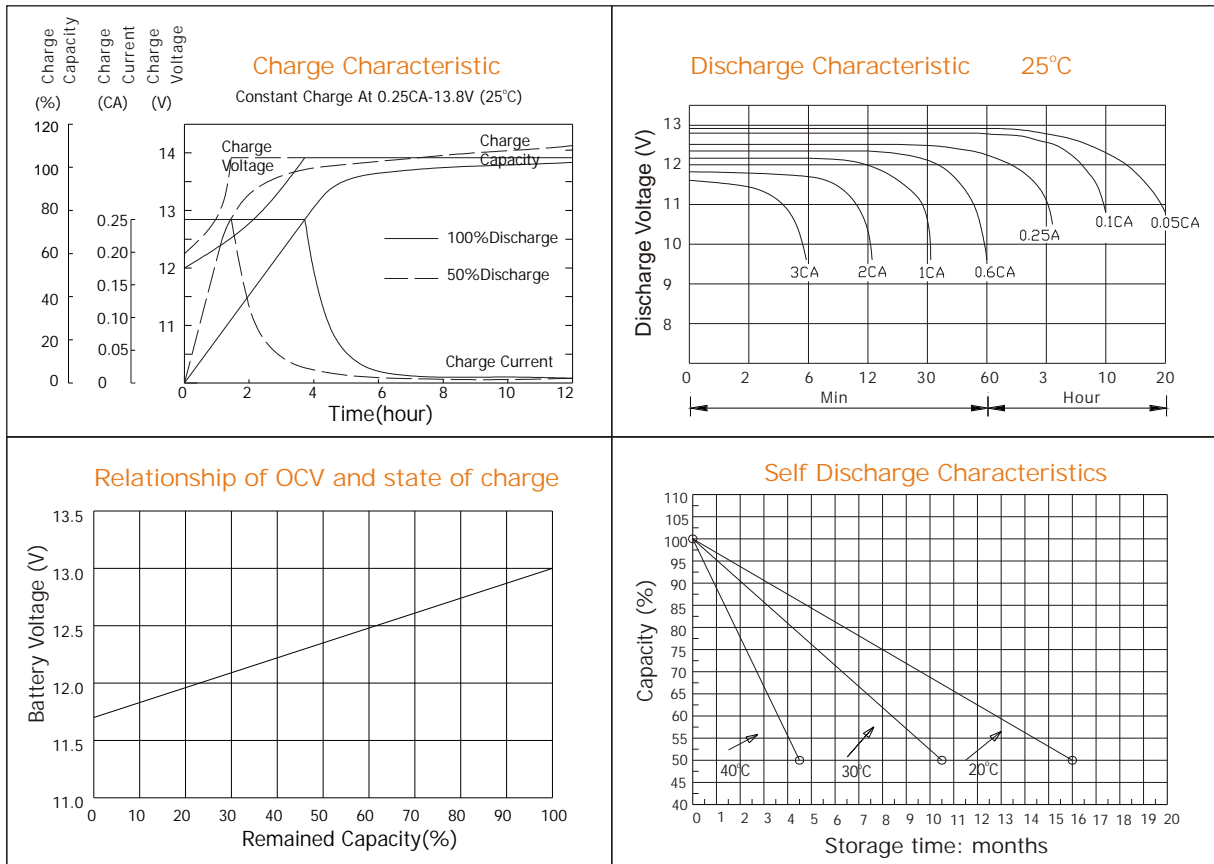 Charge Characteristic
Constant Charge At 0.25CA-13.8V (25°C)
Charge Capacity
Charge Current
Charge Voltage
(%) (CA) (V)
120
100
80
60
40
20
0
0.25
0.20
0.15
0.10
0.05
0
14
13
12
11
Charge Voltage
Charge Capacity
100%Discharge
50%Discharge
Charge Current
0 2 4 6 8 10 12
Time(hour)
Discharge Characteristic 25°C
Discharge Voltage (V)
13
12
11
10
9
8
3CA 2CA 1CA 0.6CA 0.25A 0.1CA 0.05CA
0 2 6 12 30 60 3 10 20
Min Hour
Relationship of OCV and state of charge
Battery Voltage (V)
13.5
13.0
12.5
12.0
11.5
11.0
0 10 20 30 40 50 60 70 80 90 100
Remained Capacity(%)
Self Discharge Characteristics
Capacity (%)
110
105
100
95
90
85
80
75
70
65
60
55
50
45
40
40°C 30°C 20°C
0 1 2 3 4 5 6 7 8 9 10 11 12 13 14 15 16 17 18 19 20
Storage time: months